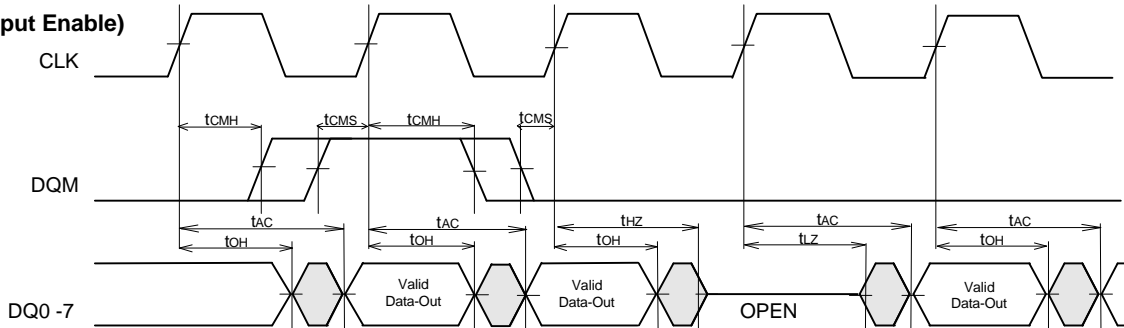 put Enable)
CLK
tCMH tCMS tCMH tCMS
DQM
tAC tAC tHZ tAC tAC
tOH tOH tOH tLZ tOH
Valid
Data-Out
Valid
Data-Out
Valid
Data-Out
DQ0 -7
OPEN